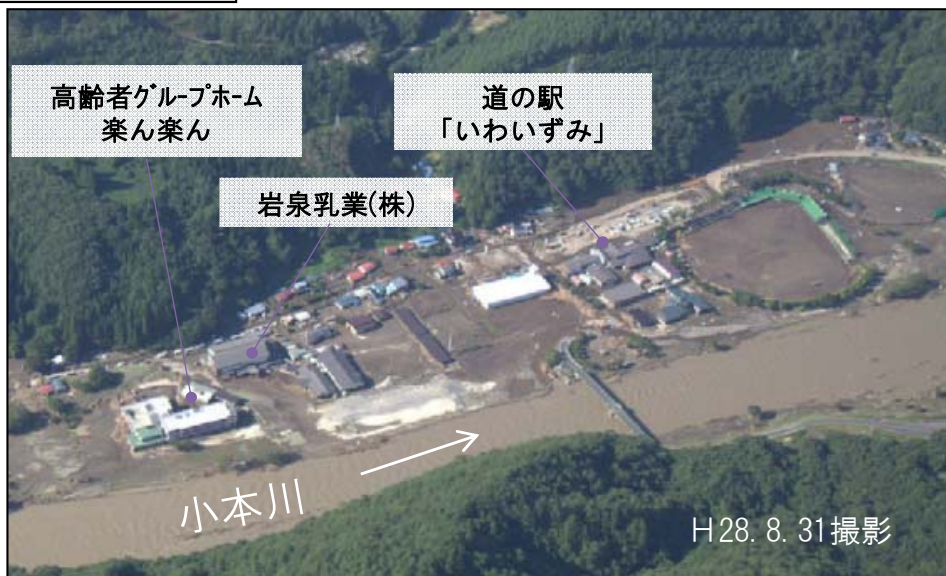 高齢者グループホーム
楽ん楽ん
道の駅
「いわいずみ」
岩泉乳業(株)
小本川
H28.8.31撮影